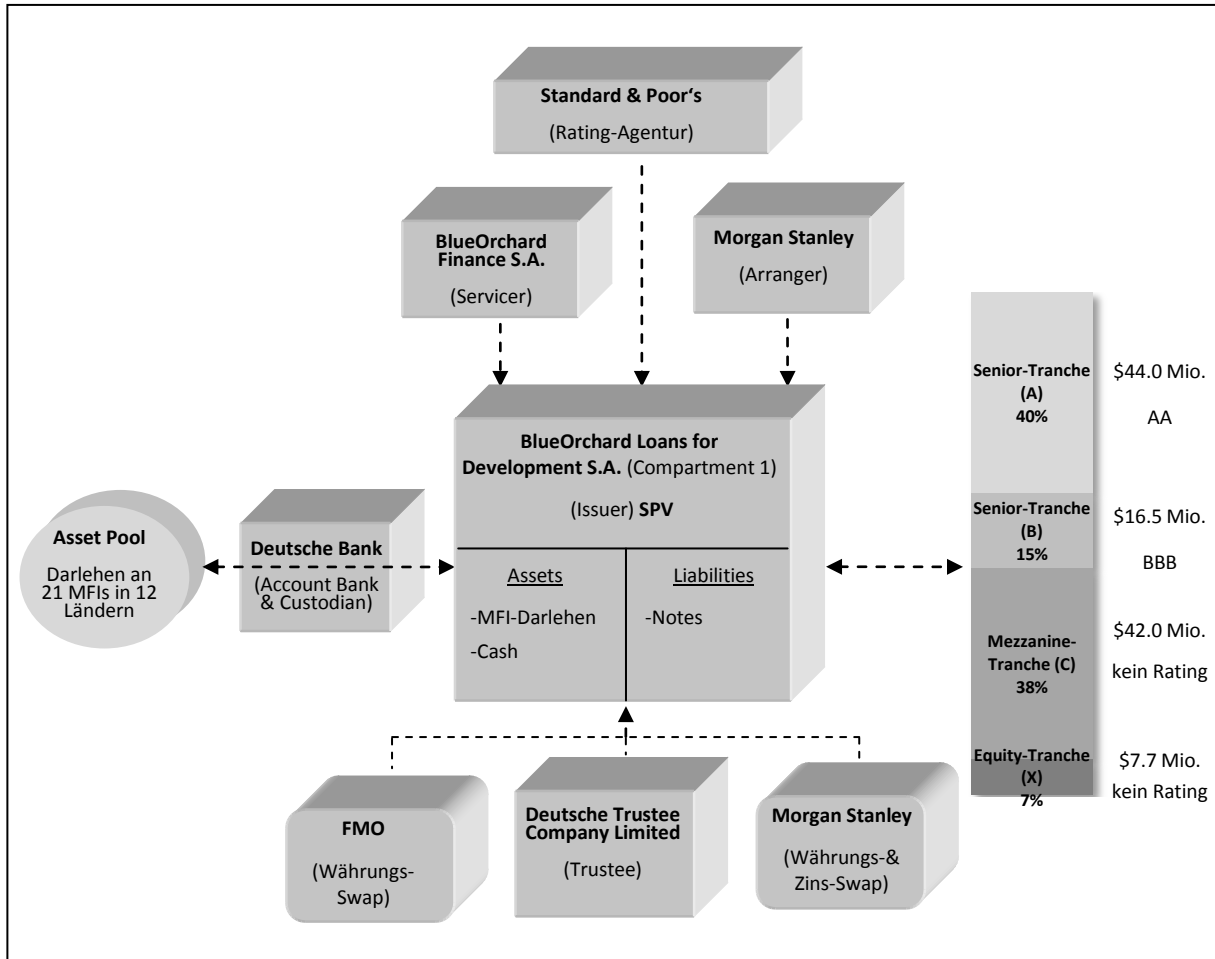 Standard & Poor‘s
(Rating-Agentur)
BlueOrchard
Finance S.A.
(Servicer)
Morgan Stanley
(Arranger)
BlueOrchard Loans for
Development S.A. (Compartment 1)
(Issuer) SPV
Assets
-MFI-Darlehen
-Cash
Liabilities
-Notes
Asset Pool
Darlehen an
21 MFIs in 12
Ländern
Deutsche Bank
(Account Bank
& Custodian)
Senior-Tranche
(A)
40%
$44.0 Mio.
AA
Senior-Tranche
(B)
15%
$16.5 Mio.
BBB
Mezzanine-
Tranche (C)
38%
$42.0 Mio.
kein Rating
Equity-Tranche
(X)
7%
$7.7 Mio.
kein Rating
FMO
(Währungs-
Swap)
Deutsche Trustee
Company Limited
(Trustee)
Morgan Stanley
(Währungs-&
Zins-Swap)